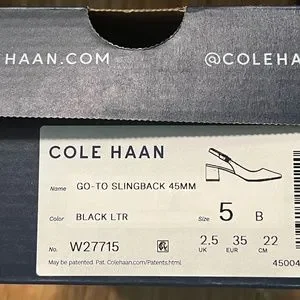 HAAN.COM @COLEHA
COLE HAAN
Name GO-TO SLINGBACK 45MM
Color BLACK LTR Size 5 B
No. W27715 2.5 35 22
UK EUR CM
May be patented. Pat. Colehaan.com/Patents.html
45004